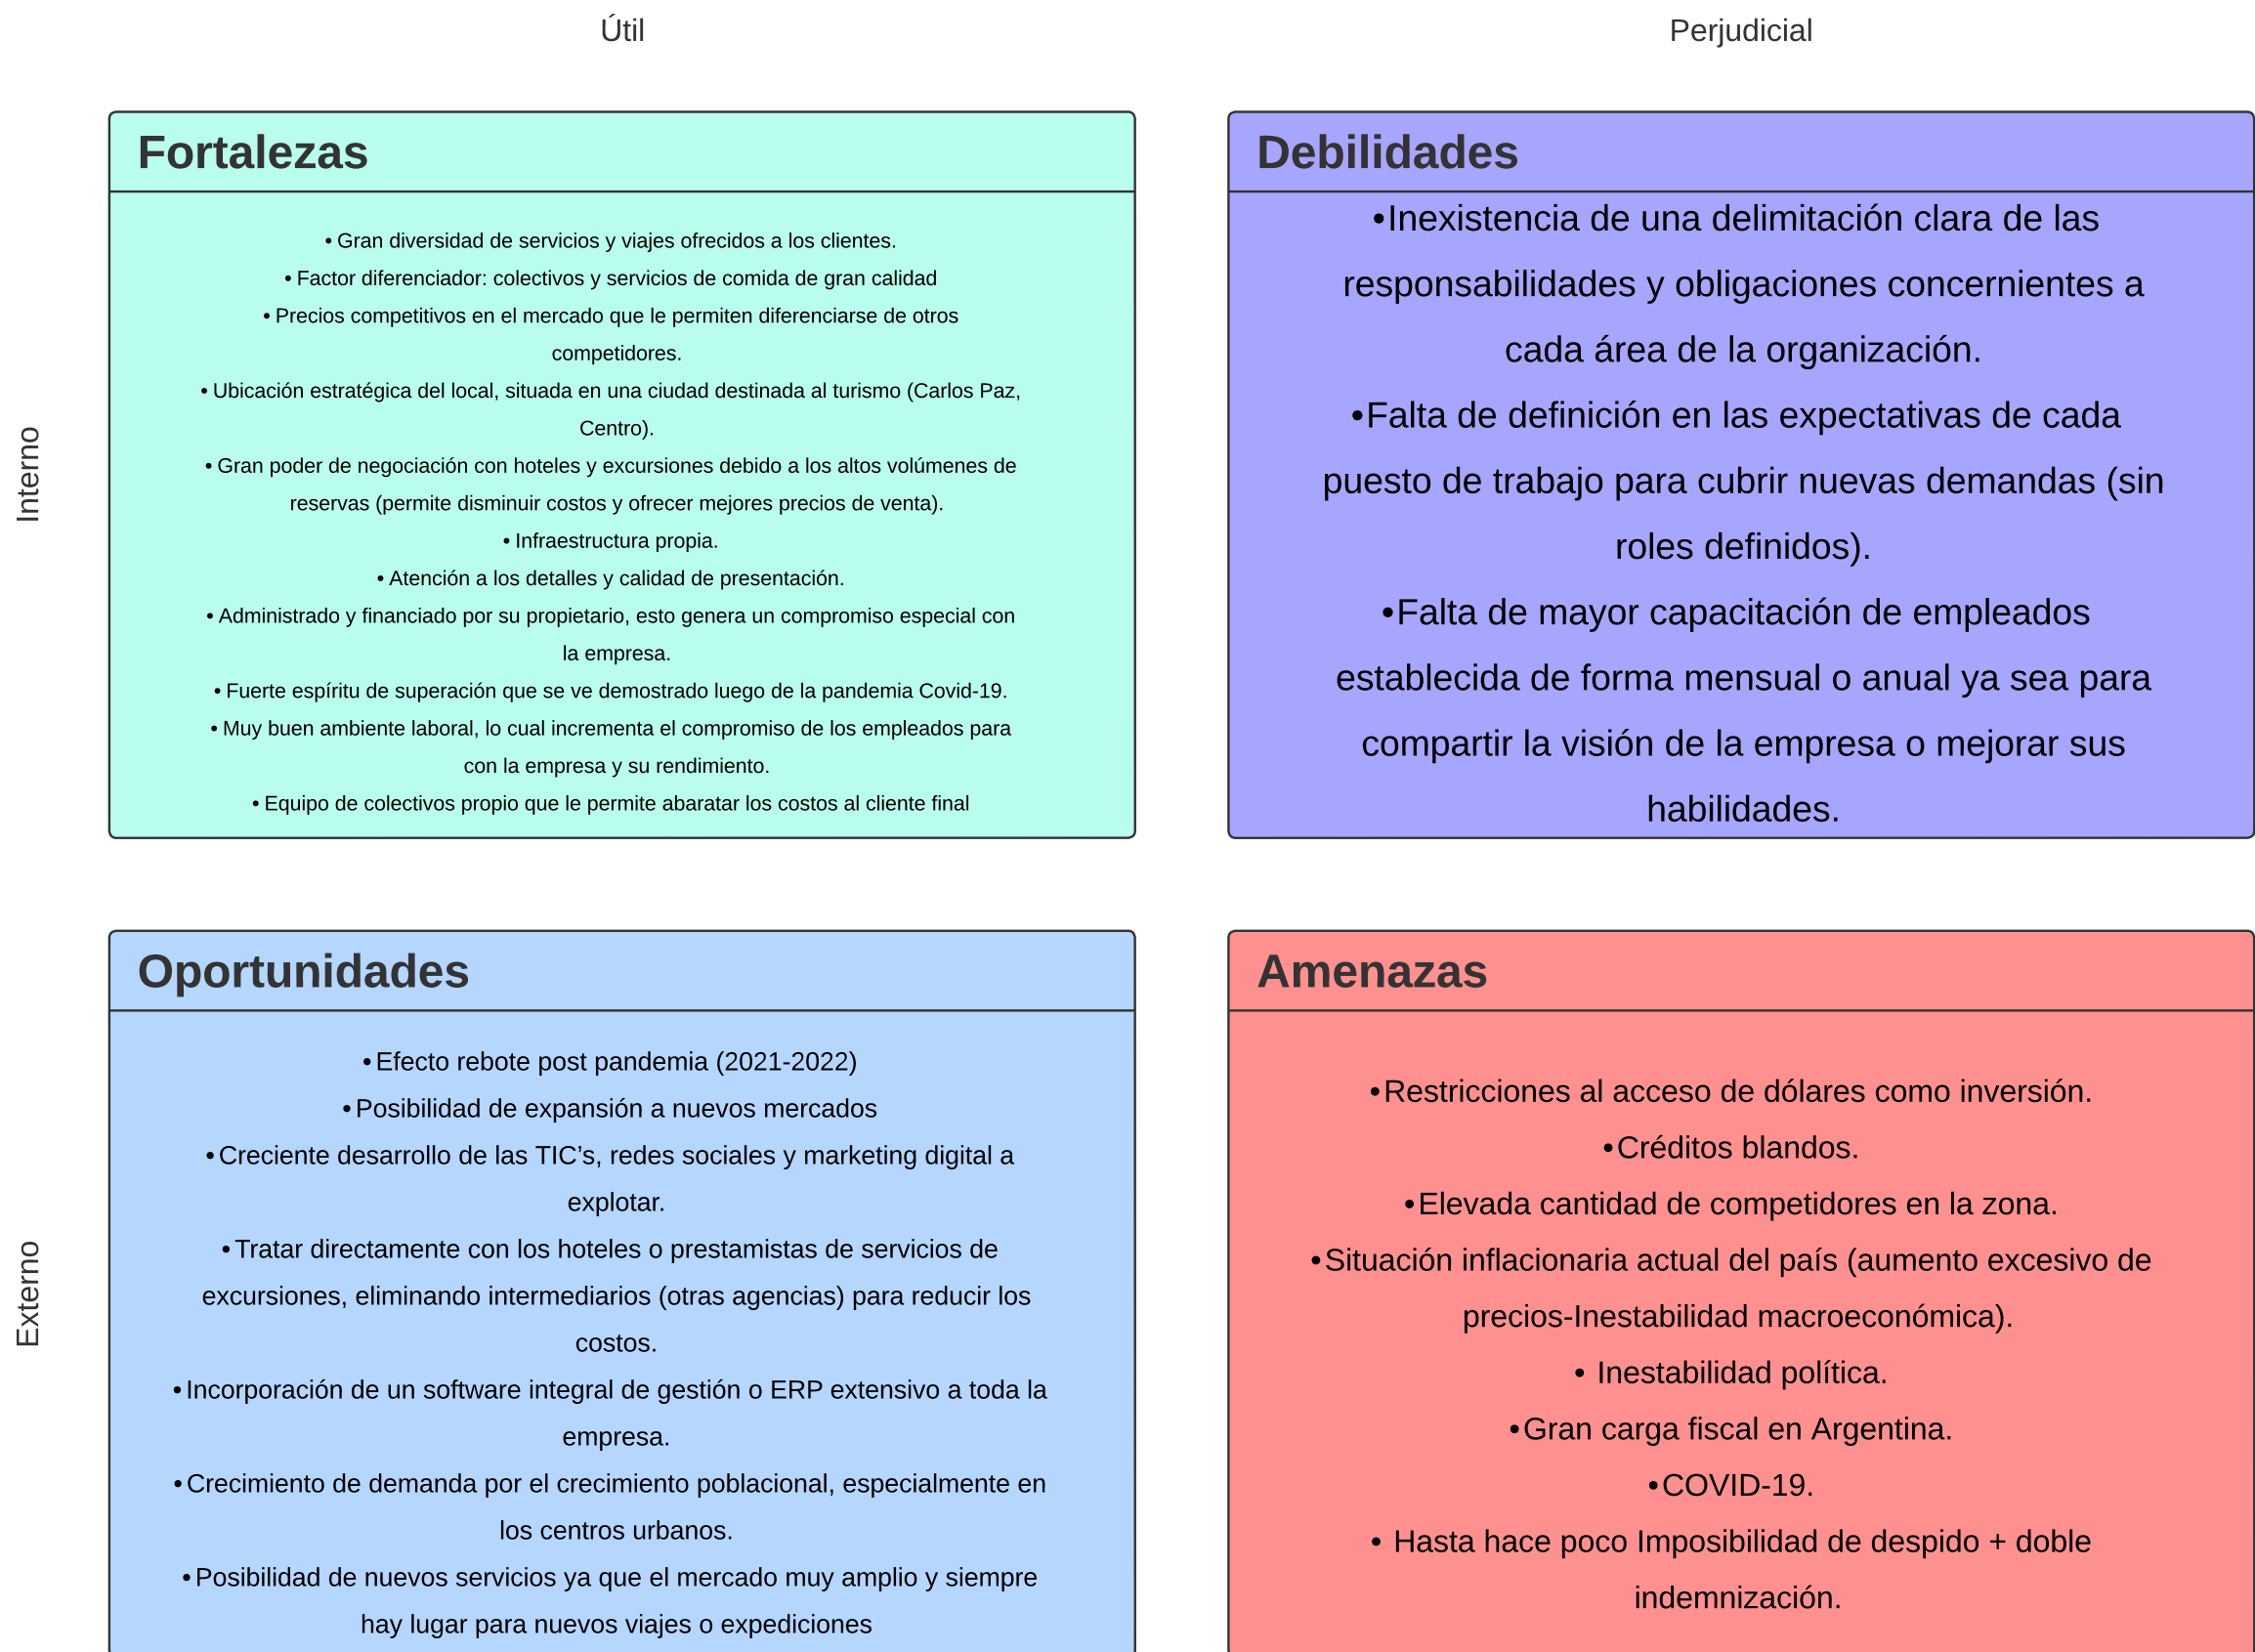 Útil
Perjudicial
Interno
Fortalezas
• Gran diversidad de servicios y viajes ofrecidos a los clientes.
• Factor diferenciador: colectivos y servicios de comida de gran calidad
• Precios competitivos en el mercado que le permiten diferenciarse de otros
competidores.
• Ubicación estratégica del local, situada en una ciudad destinada al turismo (Carlos Paz,
Centro).
• Gran poder de negociación con hoteles y excursiones debido a los altos volúmenes de
reservas (permite disminuir costos y ofrecer mejores precios de venta).
• Infraestructura propia.
• Atención a los detalles y calidad de presentación.
• Administrado y financiado por su propietario, esto genera un compromiso especial con
la empresa.
• Fuerte espíritu de superación que se ve demostrado luego de la pandemia Covid-19.
• Muy buen ambiente laboral, lo cual incrementa el compromiso de los empleados para
con la empresa y su rendimiento.
• Equipo de colectivos propio que le permite abaratar los costos al cliente final
Debilidades
•Inexistencia de una delimitación clara de las
responsabilidades y obligaciones concernientes a
cada área de la organización.
•Falta de definición en las expectativas de cada
puesto de trabajo para cubrir nuevas demandas (sin
roles definidos).
•Falta de mayor capacitación de empleados
establecida de forma mensual o anual ya sea para
compartir la visión de la empresa o mejorar sus
habilidades.
Externo
Oportunidades
•Efecto rebote post pandemia (2021-2022)
•Posibilidad de expansión a nuevos mercados
•Creciente desarrollo de las TIC’s, redes sociales y marketing digital a
explotar.
•Tratar directamente con los hoteles o prestamistas de servicios de
excursiones, eliminando intermediarios (otras agencias) para reducir los
costos.
•Incorporación de un software integral de gestión o ERP extensivo a toda la
empresa.
•Crecimiento de demanda por el crecimiento poblacional, especialmente en
los centros urbanos.
•Posibilidad de nuevos servicios ya que el mercado muy amplio y siempre
hay lugar para nuevos viajes o expediciones
Amenazas
•Restricciones al acceso de dólares como inversión.
•Créditos blandos.
•Elevada cantidad de competidores en la zona.
•Situación inflacionaria actual del país (aumento excesivo de
precios-Inestabilidad macroeconómica).
• Inestabilidad política.
•Gran carga fiscal en Argentina.
•COVID-19.
• Hasta hace poco Imposibilidad de despido + doble
indemnización.